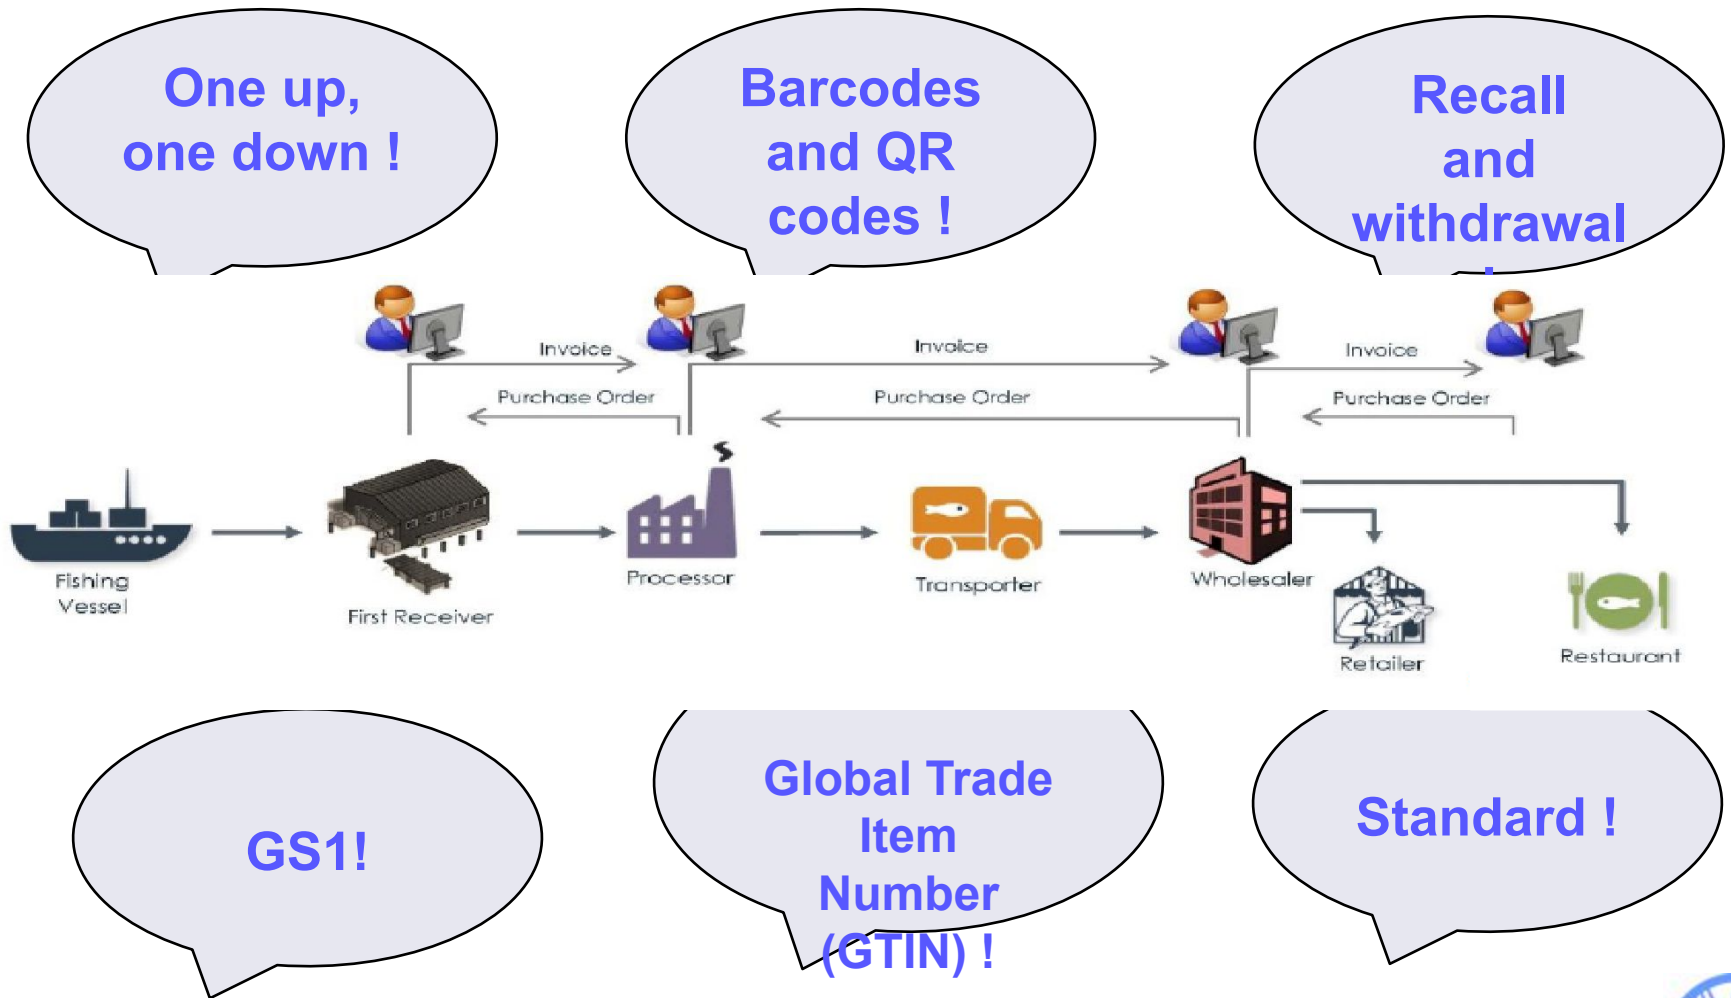 One up,
one down !
Barcodes
and QR
codes !
Recall
and
withdrawal
Invoice
Invoice
Invoice
Purchase Order
Purchase Order
Purchase Order
Fishing
Vessel
First Receiver
Processor
Transporter
Wholesaler
Retailer
Restaurant
GS1!
Global Trade
Item
Number
(GTIN) !
Standard !